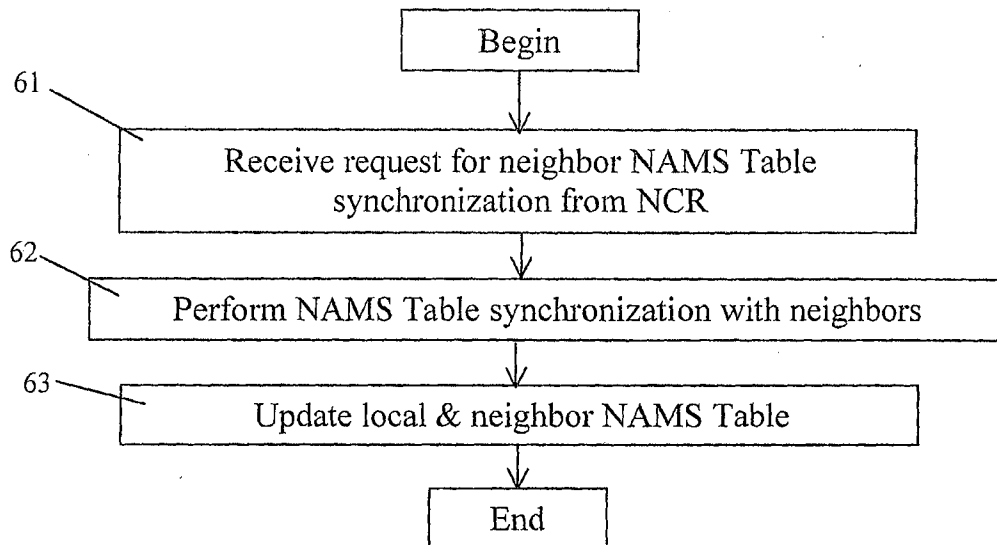 Begin
61
Receive request for neighbor NAMS Table
synchronization from NCR
62
Perform NAMS Table synchronization with neighbors
63
Update local & neighbor NAMS Table
End